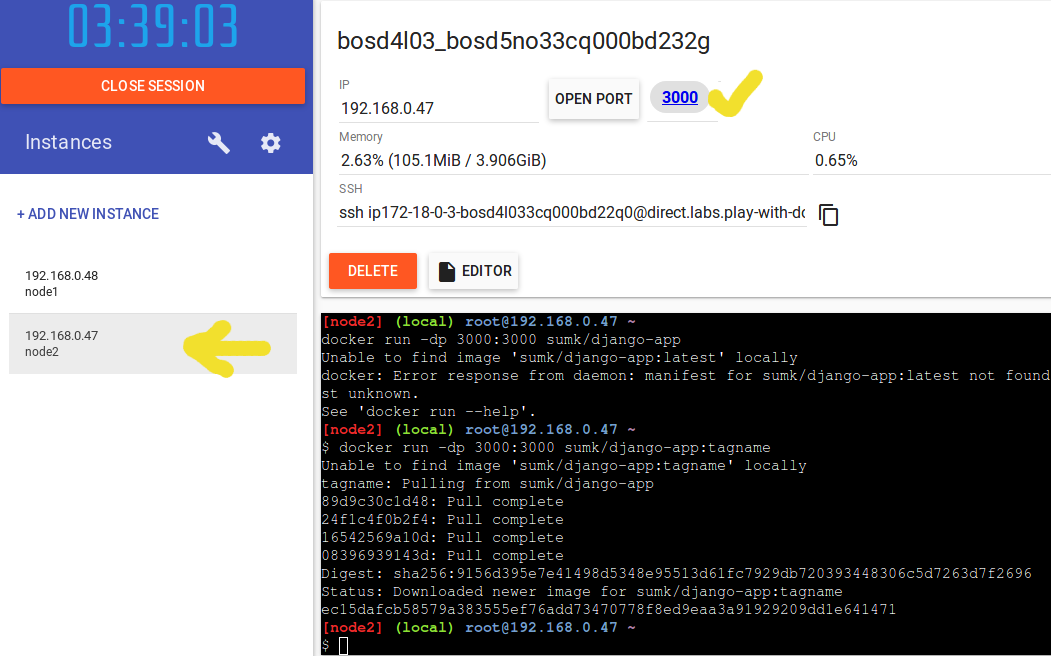 03:39:03
CLOSE SESSION
Instances
+ ADD NEW INSTANCE
192.168.0.48
node1
192.168.0.47
node2
bosd4l03_bosd5no33cq000bd232g
IP
192.168.0.47
OPEN PORT
3000
Memory
2.63% (105.1MiB / 3.906GiB)
CPU
0.65%
SSH
ssh ip172-18-0-3-bosd4l033cq000bd22q0@direct.labs.play-with-do
DELETE
EDITOR
[node2] (local) root@192.168.0.47 ~
docker run -dp 3000:3000 sumk/django-app
Unable to find image 'sumk/django-app:latest' locally
docker: Error response from daemon: manifest for sumk/django-app:latest not found
st unknown.
See 'docker run --help'.
[node2] (local) root@192.168.0.47 ~
$ docker run -dp 3000:3000 sumk/django-app:tagname
Unable to find image 'sumk/django-app:tagname' locally
tagname: Pulling from sumk/django-app
89d9c30c1d48: Pull complete
24f1c4f0b2f4: Pull complete
16542569a10d: Pull complete
08396939143d: Pull complete
Digest: sha256:9156d395e7e41498d5348e95513d61fc7929db720393448306c5d7263d7f2696
Status: Downloaded newer image for sumk/django-app:tagname
ec15dafcb58579a383555ef76add73470778f8ed9eaa3a91929209dd1e641471
[node2] (local) root@192.168.0.47 ~
$